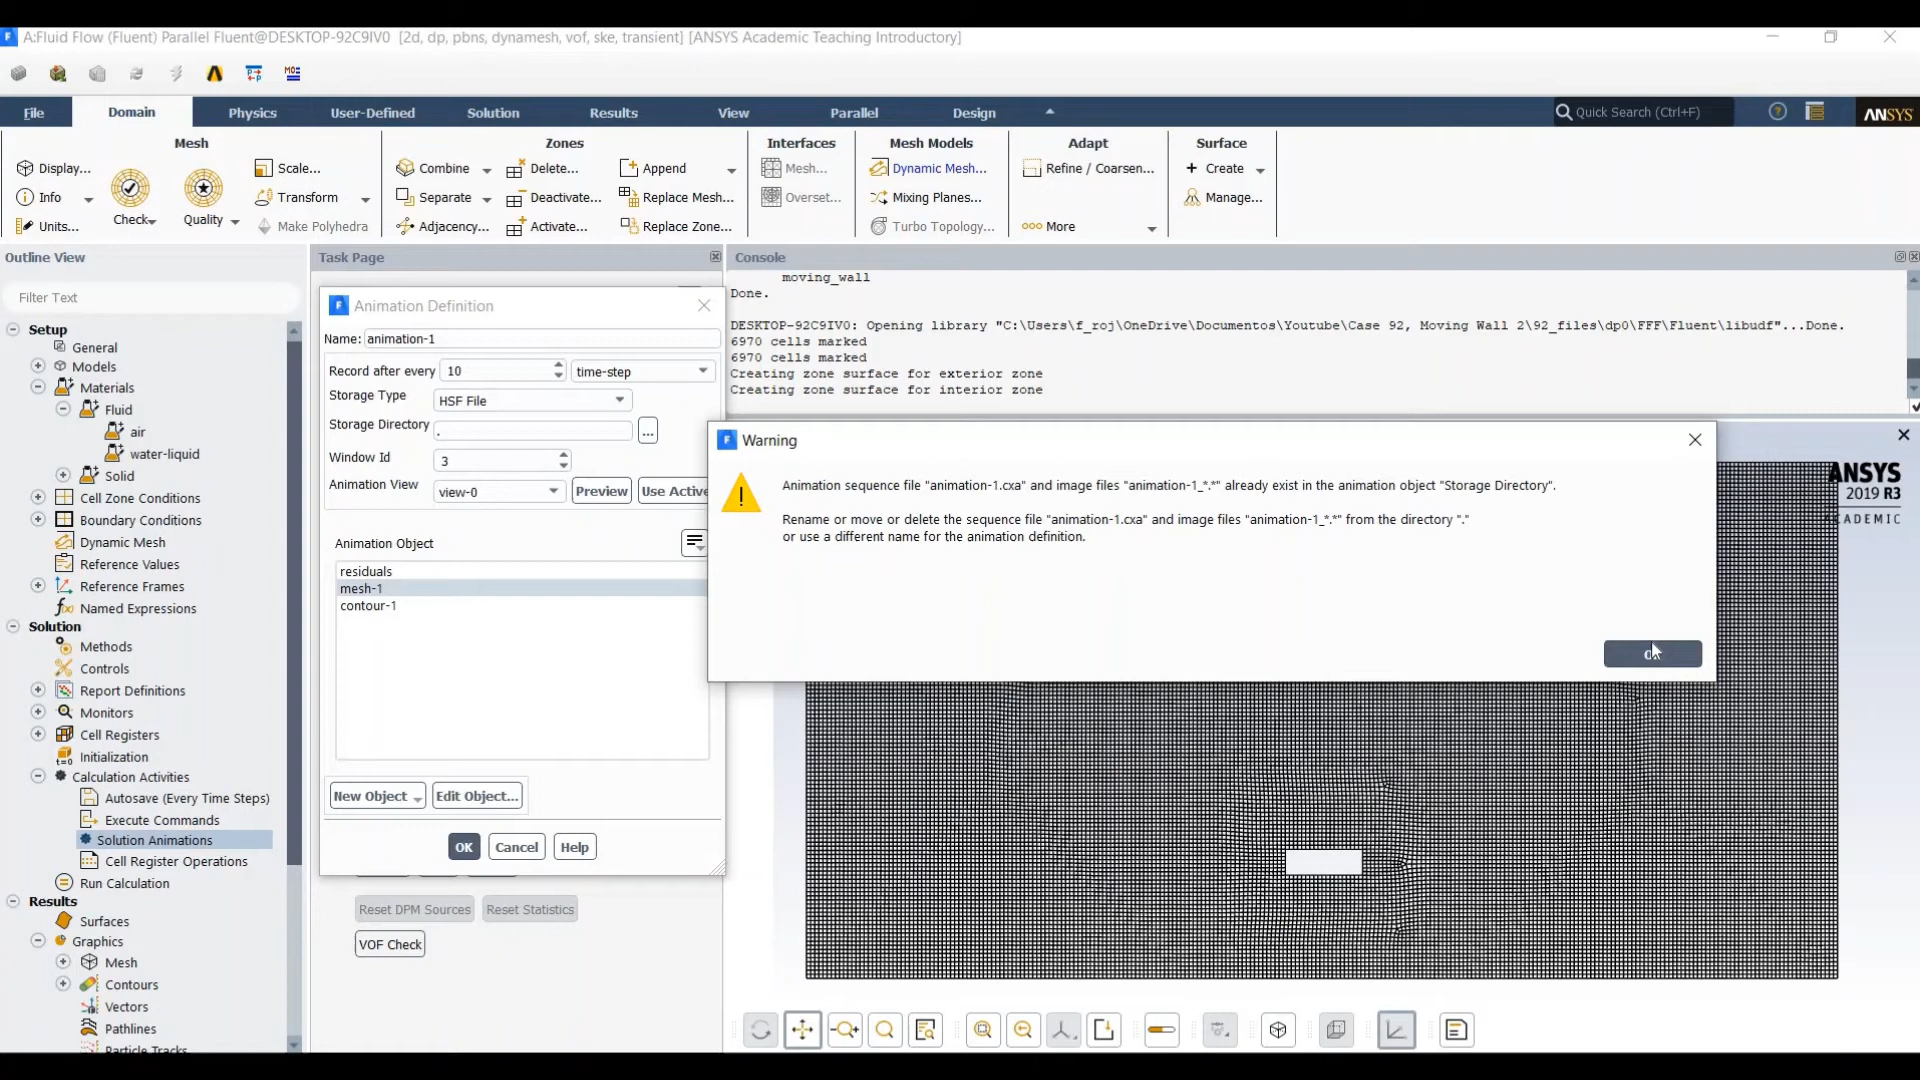 A:Fluid Flow (Fluent) Parallel Fluent@DESKTOP-92C9IV0 [2d, dp, pbns, dynamesh, vof, ske, transient] [ANSYS Academic Teaching Introductory]
File Domain Physics User-Defined Solution Results View Parallel Design Quick Search (Ctrl+F) ANSYS
Mesh Zones Interfaces Mesh Models Adapt Surface
Display... Scale... Combine Delete... Append Mesh... Dynamic Mesh... Refine / Coarsen... Create
Info Transform Separate Deactivate... Replace Mesh... Overset... Mixing Planes... Manage...
Check Quality
Units... Make Polyhedra Adjacency... Activate... Replace Zone... Turbo Topology... More
Outline View
Filter Text
Setup
General
Models
Materials
Fluid
air
water-liquid
Solid
Cell Zone Conditions
Boundary Conditions
Dynamic Mesh
Reference Values
Reference Frames
Named Expressions
Solution
Methods
Controls
Report Definitions
Monitors
Cell Registers
Initialization
Calculation Activities
Autosave (Every Time Steps)
Execute Commands
Solution Animations
Cell Register Operations
Run Calculation
Results
Surfaces
Graphics
Mesh
Contours
Vectors
Pathlines
Particle Tracks
Task Page
Animation Definition
Name: animation-1
Record after every 10 time-step
Storage Type HSF File
Storage Directory . ...
Window Id 3
Animation View view-0 Preview Use Active
Animation Object
residuals
mesh-1
contour-1
New Object Edit Object...
OK Cancel Help
Reset DPM Sources Reset Statistics
VOF Check
Console
moving_wall
Done.
DESKTOP-92C9IV0: Opening library "C:\Users\f_roj\OneDrive\Documentos\Youtube\Case 92, Moving Wall 2\92_files\dp0\FFF\Fluent\libudf"...Done.
6970 cells marked
6970 cells marked
Creating zone surface for exterior zone
Creating zone surface for interior zone
Warning
Animation sequence file "animation-1.cxa" and image files "animation-1_*.*" already exist in the animation object "Storage Directory".
Rename or move or delete the sequence file "animation-1.cxa" and image files "animation-1_*.*" from the directory "."
or use a different name for the animation definition.
ANSYS
2019 R3
ACADEMIC